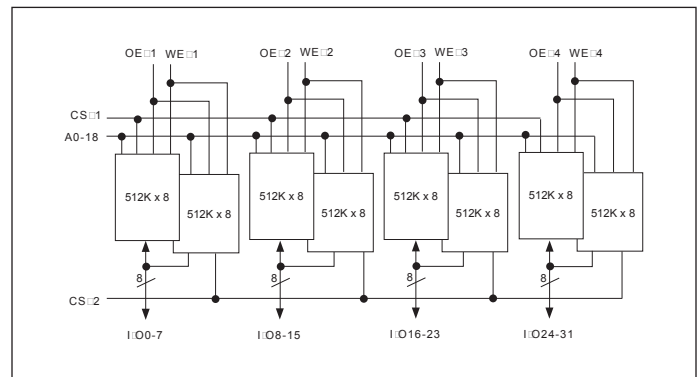 OE□1 WE□1 OE□2 WE□2 OE□3 WE□3 OE□4 WE□4
CS□1
A0-18
512K x 8 512K x 8 512K x 8 512K x 8 512K x 8 512K x 8 512K x 8 512K x 8
8 8 8 8
CS□2
I□O0-7 I□O8-15 I□O16-23 I□O24-31